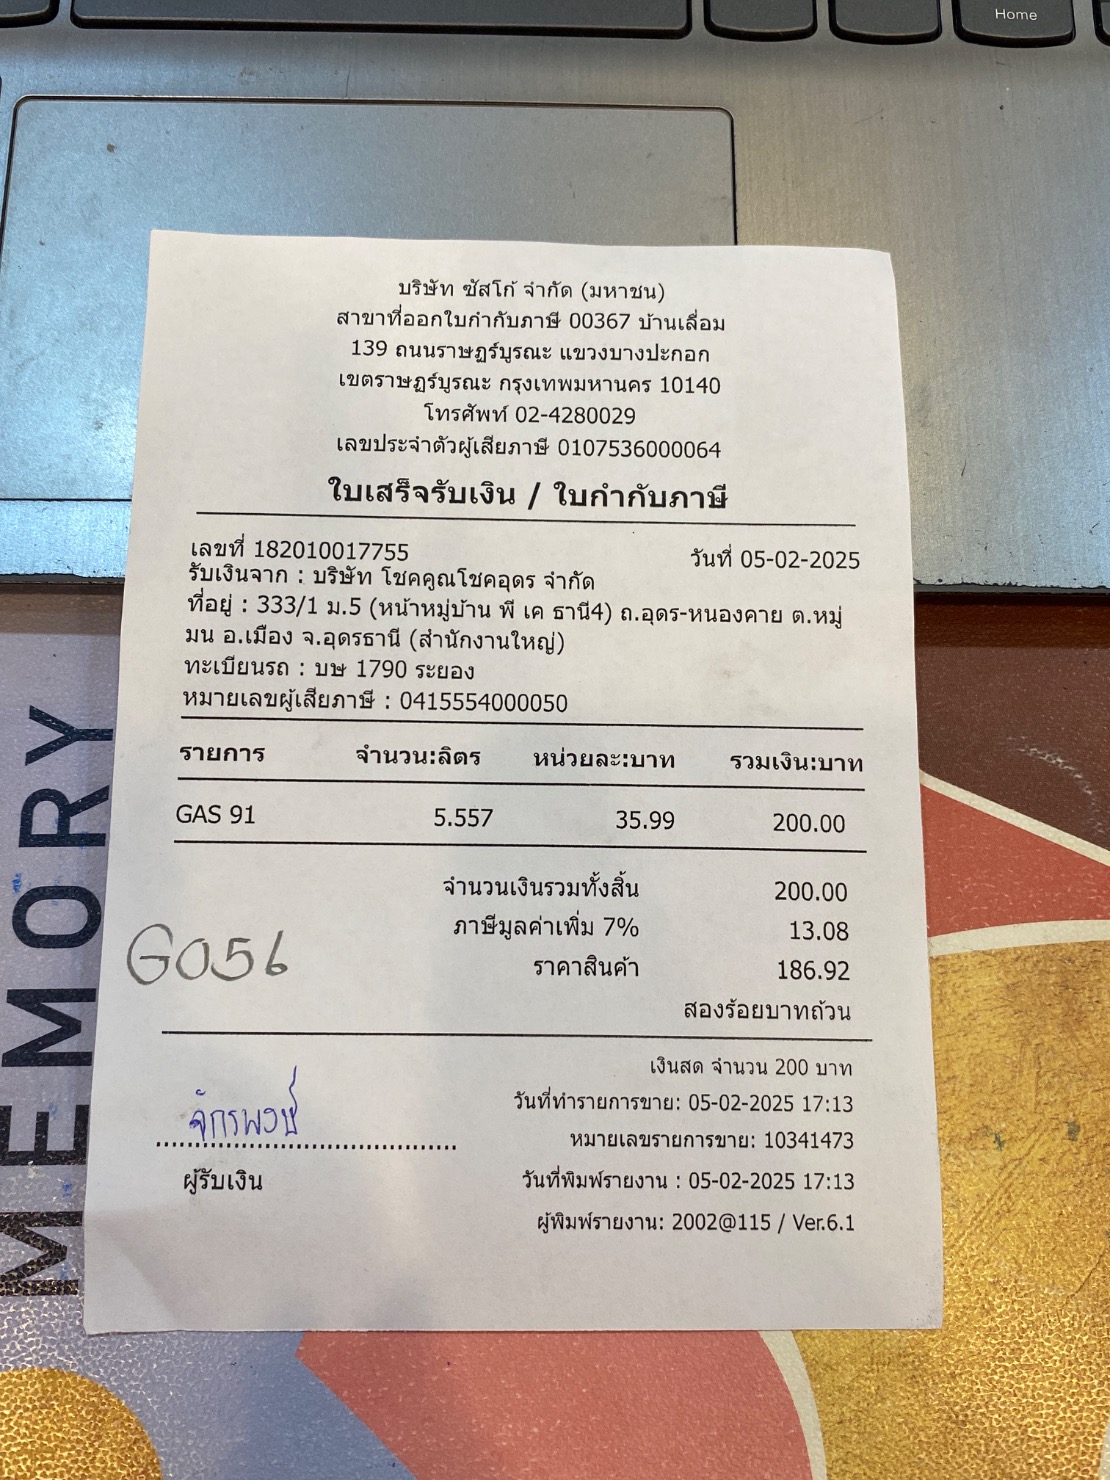 Home
บริษัท ซัสโก้ จำกัด (มหาชน)
สาขาที่ออกใบกำกับภาษี 00367 บ้านเลื่อม
139 ถนนราษฎร์บูรณะ แขวงบางปะกอก
เขตราษฎร์บูรณะ กรุงเทพมหานคร 10140
โทรศัพท์ 02-4280029
เลขประจำตัวผู้เสียภาษี 0107536000064
ใบเสร็จรับเงิน / ใบกำกับภาษี
เลขที่ 182010017755 วันที่ 05-02-2025
รับเงินจาก : บริษัท โชคคูณโชคอุดร จำกัด
ที่อยู่ : 333/1 ม.5 (หน้าหมู่บ้าน พี เค ธานี4) ถ.อุดร-หนองคาย ต.หมู่
มน อ.เมือง จ.อุดรธานี (สำนักงานใหญ่)
ทะเบียนรถ : บษ 1790 ระยอง
หมายเลขผู้เสียภาษี : 0415554000050
รายการ จำนวน:ลิตร หน่วยละ:บาท รวมเงิน:บาท
GAS 91 5.557 35.99 200.00
จำนวนเงินรวมทั้งสิ้น 200.00
ภาษีมูลค่าเพิ่ม 7% 13.08
ราคาสินค้า 186.92
G056
สองร้อยบาทถ้วน
เงินสด จำนวน 200 บาท
วันที่ทำรายการขาย: 05-02-2025 17:13
จักรพงษ์
หมายเลขรายการขาย: 10341473
ผู้รับเงิน วันที่พิมพ์รายงาน : 05-02-2025 17:13
ผู้พิมพ์รายงาน: 2002@115 / Ver.6.1
MEMORY